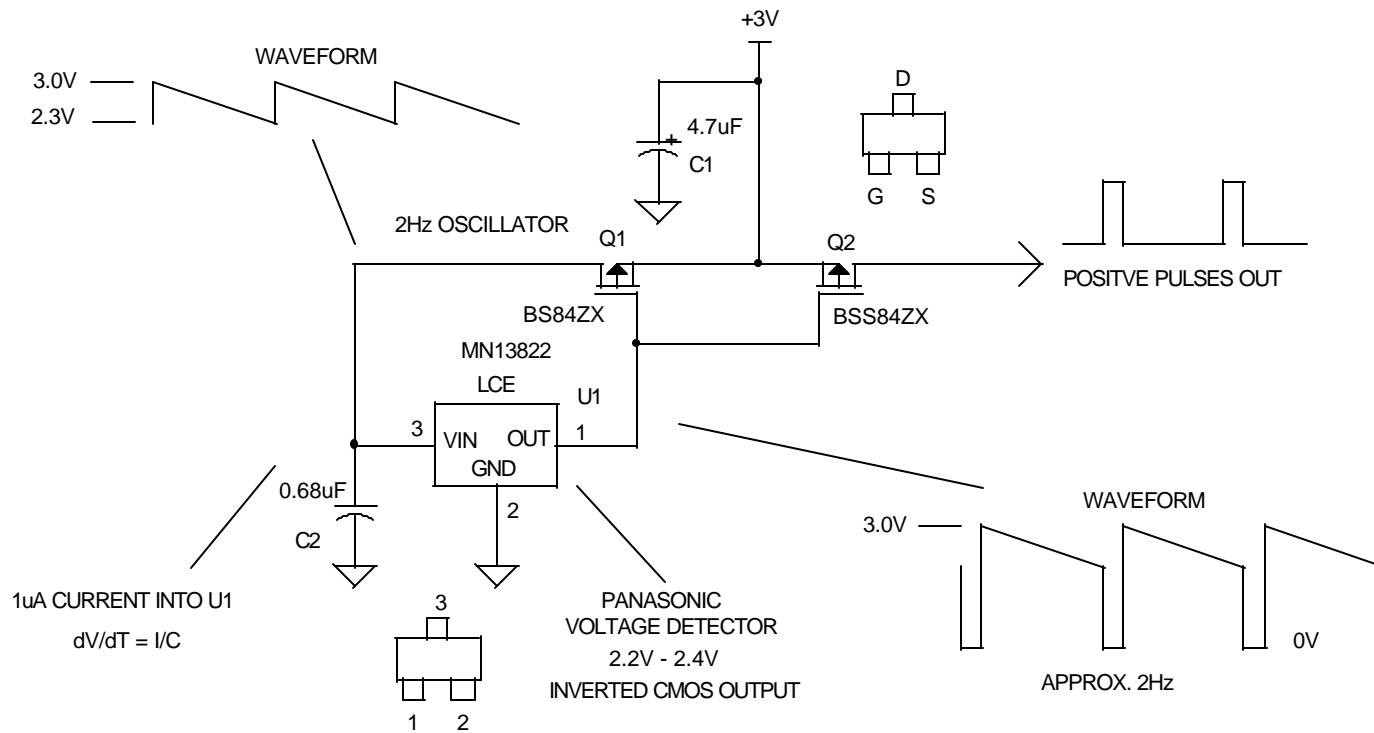 +3V
WAVEFORM
3.0V
2.3V
D
4.7uF
+
C1
G S
2Hz OSCILLATOR
Q1
Q2
POSITVE PULSES OUT
BS84ZX
BSS84ZX
MN13822
LCE
U1
3
VIN OUT
1
GND
0.68uF
2
C2
WAVEFORM
3.0V
1uA CURRENT INTO U1
dV/dT = I/C
3
PANASONIC
VOLTAGE DETECTOR
2.2V - 2.4V
INVERTED CMOS OUTPUT
0V
APPROX. 2Hz
1 2